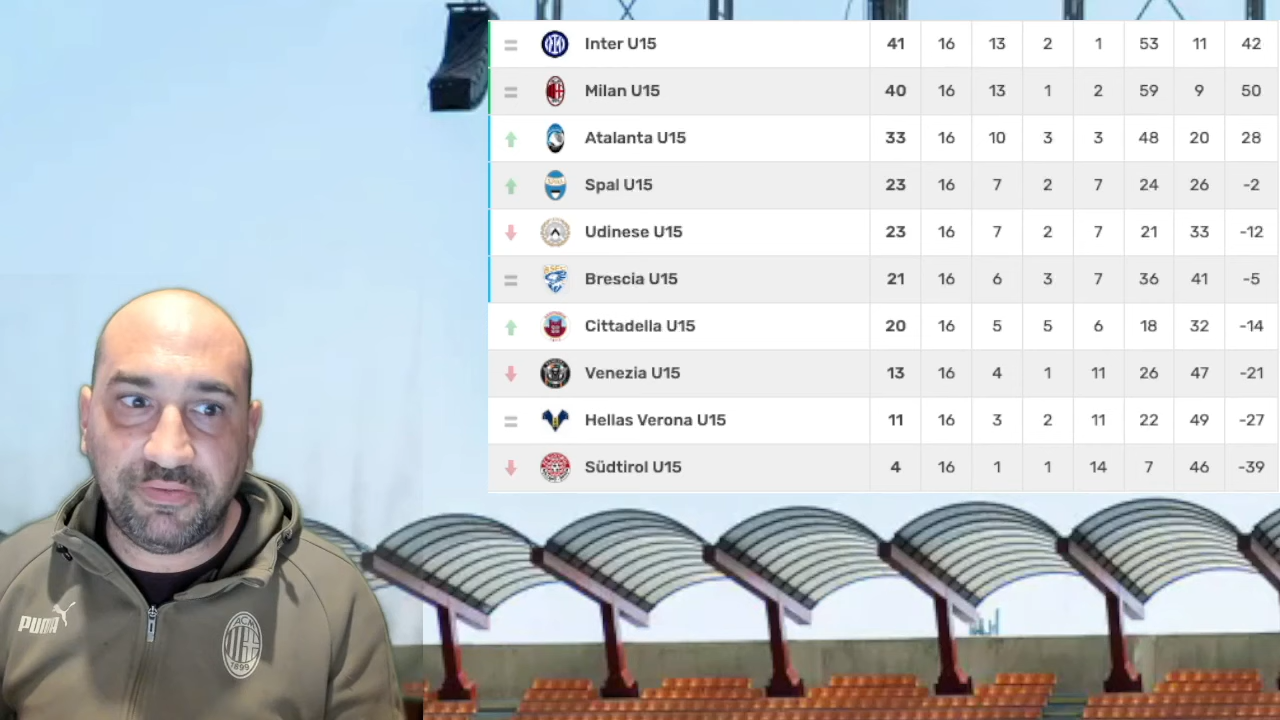 Inter U15 41 16 13 2 1 53 11 42
Milan U15 40 16 13 1 2 59 9 50
Atalanta U15 33 16 10 3 3 48 20 28
Spal U15 23 16 7 2 7 24 26 -2
Udinese U15 23 16 7 2 7 21 33 -12
Brescia U15 21 16 6 3 7 36 41 -5
Cittadella U15 20 16 5 5 6 18 32 -14
Venezia U15 13 16 4 1 11 26 47 -21
Hellas Verona U15 11 16 3 2 11 22 49 -27
Südtirol U15 4 16 1 1 14 7 46 -39
PUMA
ACM
1899